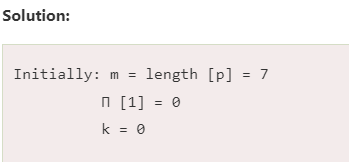 Solution:
Initially: m = length [p] = 7
Π [1] = 0
k = 0